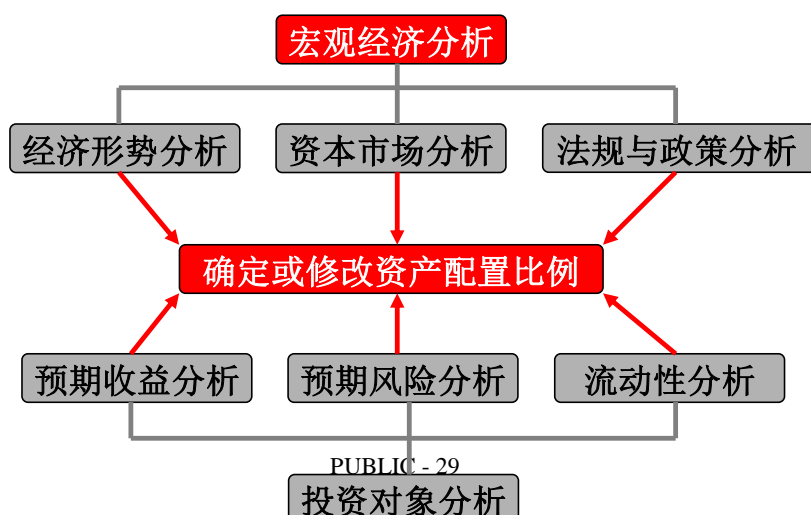 宏观经济分析
经济形势分析
资本市场分析
法规与政策分析
确定或修改资产配置比例
预期收益分析
预期风险分析
流动性分析
PUBLIC - 29
投资对象分析